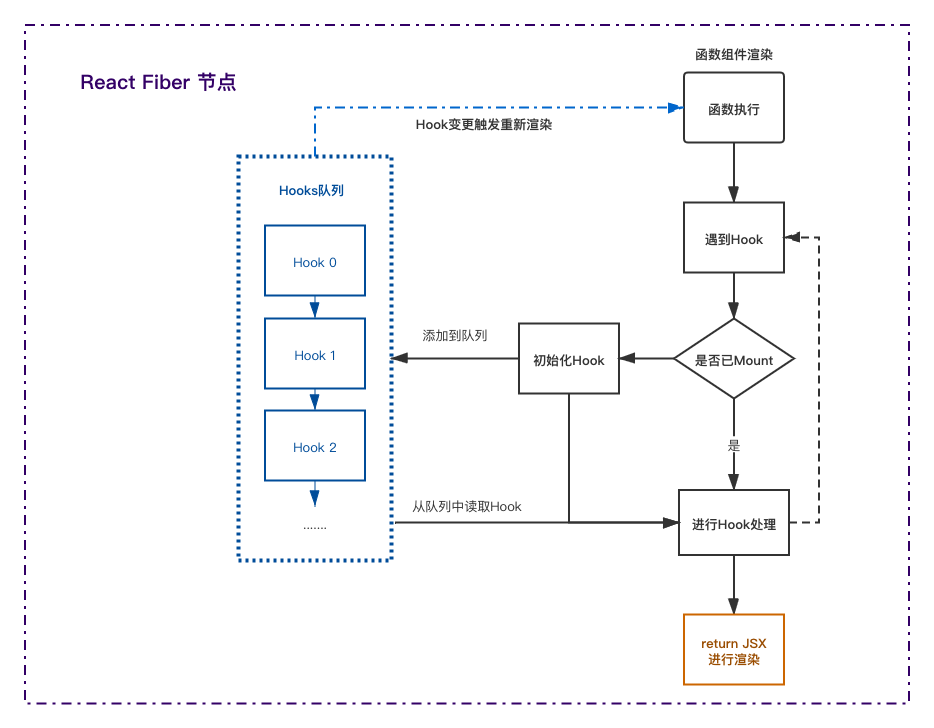 函数组件渲染
React Fiber 节点
函数执行
Hook变更触发重新渲染
Hooks队列
遇到Hook
Hook 0
添加到队列
Hook 1
初始化Hook
是否已Mount
Hook 2
是
从队列中读取Hook
.......
进行Hook处理
return JSX
进行渲染